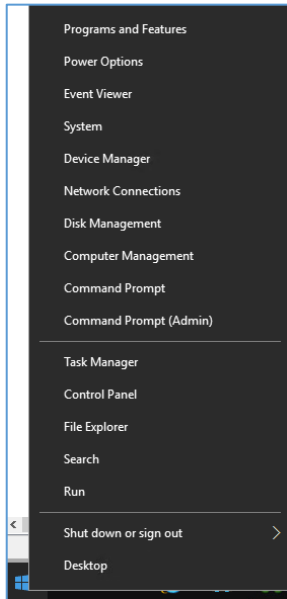 Programs and Features
Power Options
Event Viewer
System
Device Manager
Network Connections
Disk Management
Computer Management
Command Prompt
Command Prompt (Admin)
Task Manager
Control Panel
File Explorer
Search
Run
Shut down or sign out
Desktop